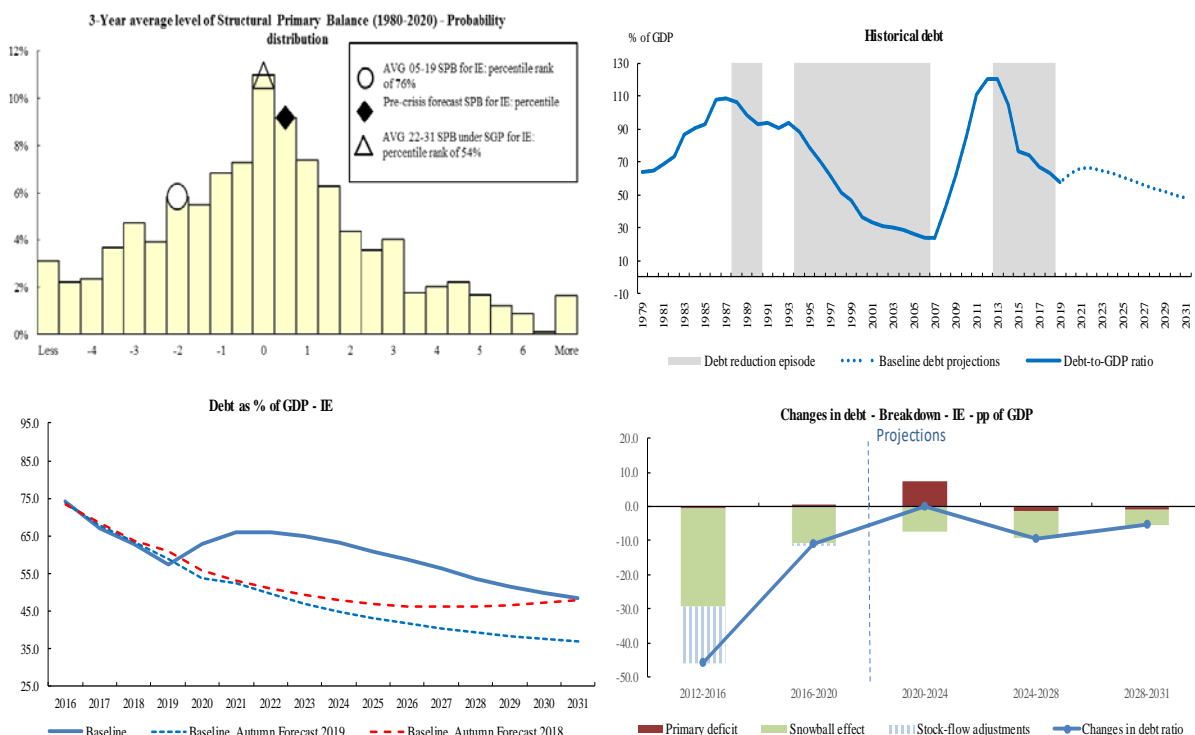 3-Year average level of Structural Primary Balance (1980-2020) - Probability
distribution
12%
10%
8%
6%
4%
2%
0%
AVG 05-19 SPB for IE: percentile rank
of 76%
Pre-crisis forecast SPB for IE: percentile
AVG 22-31 SPB under SGP for IE:
percentile rank of 54%
Less -4 -3 -2 -1 0 1 2 3 4 5 6 More
% of GDP
Historical debt
130
110
90
70
50
30
10
-10
1979 1981 1983 1985 1987 1989 1991 1993 1995 1997 1999 2001 2003 2005 2007 2009 2011 2013 2015 2017 2019 2021 2023 2025 2027 2029 2031
Debt reduction episode Baseline debt projections Debt-to-GDP ratio
Debt as % of GDP - IE
95.0
85.0
75.0
65.0
55.0
45.0
35.0
25.0
2016 2017 2018 2019 2020 2021 2022 2023 2024 2025 2026 2027 2028 2029 2030 2031
Baseline Baseline, Autumn Forecast 2019 Baseline, Autumn Forecast 2018
Changes in debt - Breakdown - IE - pp of GDP
Projections
20.0
10.0
0.0
-10.0
-20.0
-30.0
-40.0
-50.0
2012-2016 2016-2020 2020-2024 2024-2028 2028-2031
Primary deficit Snowball effect Stock-flow adjustments Changes in debt ratio